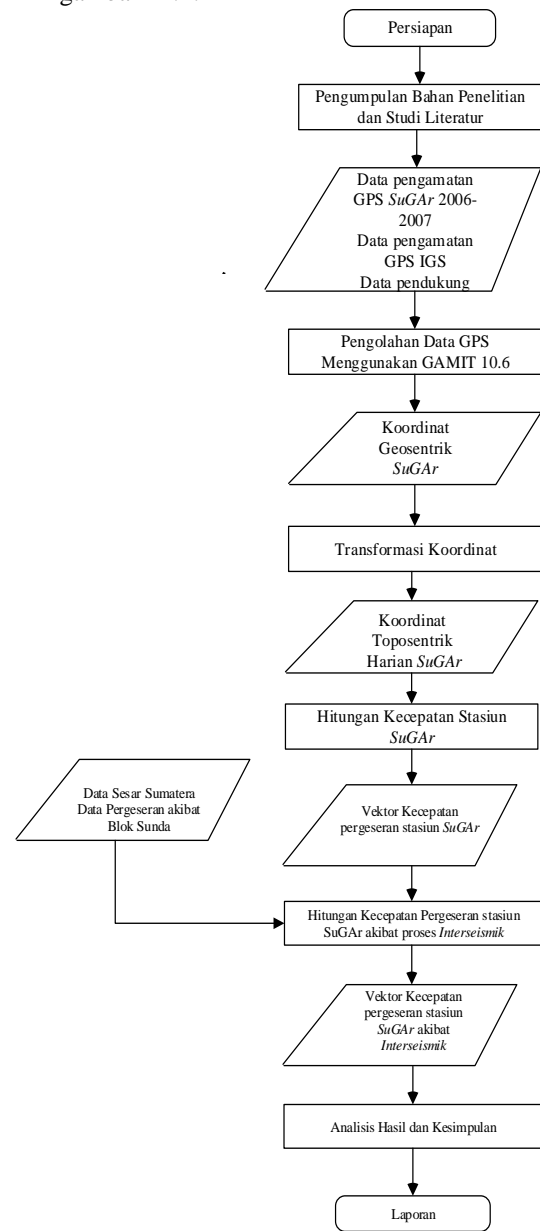 Persiapan
Pengumpulan Bahan Penelitian
dan Studi Literatur
Data pengamatan
GPS SuGAr 2006-
2007
Data pengamatan
GPS IGS
Data pendukung
Pengolahan Data GPS
Menggunakan GAMIT 10.6
Koordinat
Geosentrik
SuGAr
Transformasi Koordinat
Koordinat
Toposentrik
Harian SuGAr
Hitungan Kecepatan Stasiun
SuGAr
Data Sesar Sumatera
Data Pergeseran akibat
Blok Sunda
Vektor Kecepatan
pergeseran stasiun SuGAr
Hitungan Kecepatan Pergeseran stasiun
SuGAr akibat proses Interseismik
Vektor Kecepatan
pergeseran stasiun
SuGAr akibat
Interseismik
Analisis Hasil dan Kesimpulan
Laporan